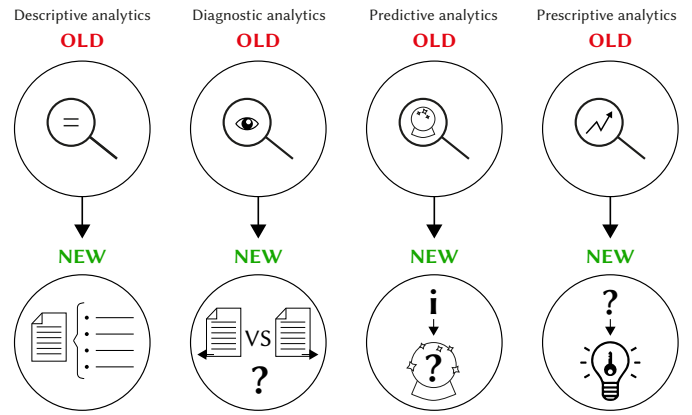 Descriptive analytics
OLD
Diagnostic analytics
OLD
Predictive analytics
OLD
Prescriptive analytics
OLD
=
NEW
NEW
NEW
NEW
VS
?
i
?
?